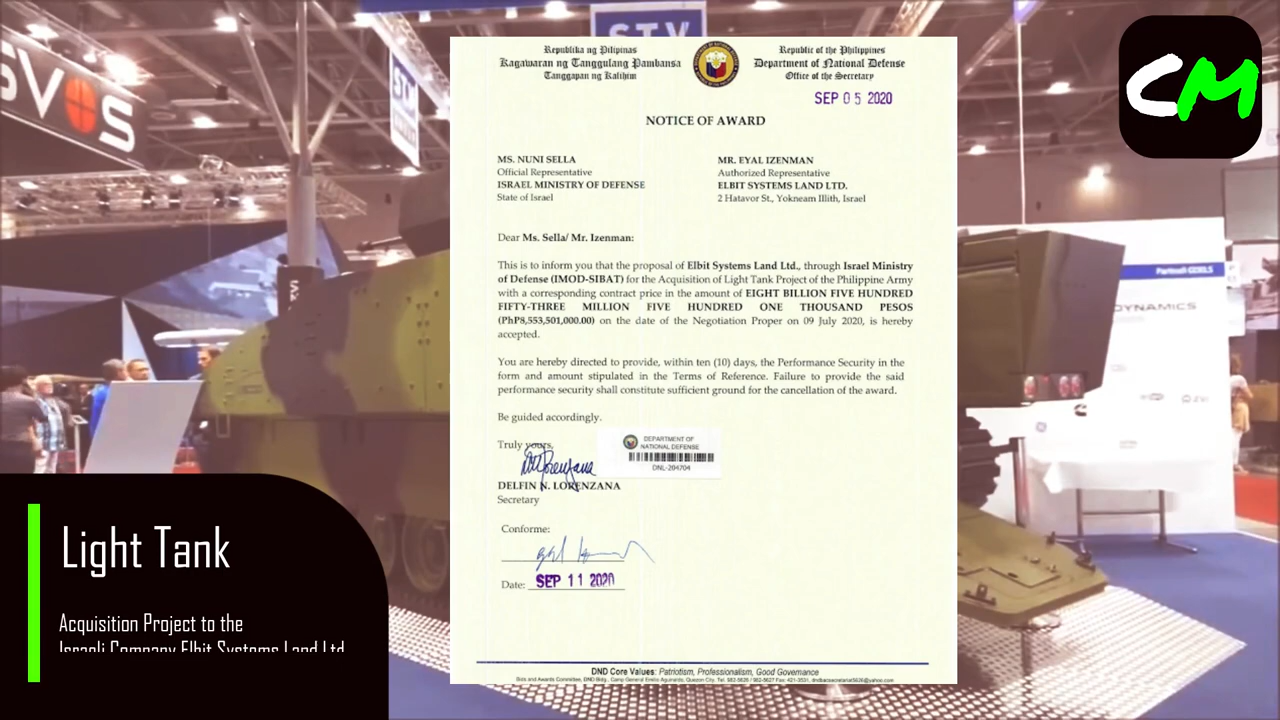 SVOS
STV
CM
Republika ng Pilipinas
Kagawaran ng Tanggulang Pambansa
Tanggapan ng Kalihim
Republic of the Philippines
Department of National Defense
Office of the Secretary
SEP 05 2020
NOTICE OF AWARD
MS. NUNI SELLA
Official Representative
ISRAEL MINISTRY OF DEFENSE
State of Israel
MR. EYAL IZENMAN
Authorized Representative
ELBIT SYSTEMS LAND LTD.
2 Hatavor St., Yokneam Illith, Israel
Dear Ms. Sella/ Mr. Izenman:
This is to inform you that the proposal of Elbit Systems Land Ltd., through Israel Ministry
of Defense (IMOD-SIBAT) for the Acquisition of Light Tank Project of the Philippine Army
with a corresponding contract price in the amount of EIGHT BILLION FIVE HUNDRED
FIFTY-THREE MILLION FIVE HUNDRED ONE THOUSAND PESOS
(PhP8,553,501,000.00) on the date of the Negotiation Proper on 09 July 2020, is hereby
accepted.
You are hereby directed to provide, within ten (10) days, the Performance Security in the
form and amount stipulated in the Terms of Reference. Failure to provide the said
performance security shall constitute sufficient ground for the cancellation of the award.
Be guided accordingly.
Truly yours,
DEPARTMENT OF
NATIONAL DEFENSE
DNL-204704
DELFIN N. LORENZANA
Secretary
Conforme:
Date: SEP 11 2020
DND Core Values: Patriotism, Professionalism, Good Governance
DYNAMICS
Light Tank
Acquisition Project to the
Israeli Company Elbit Systems Land Ltd